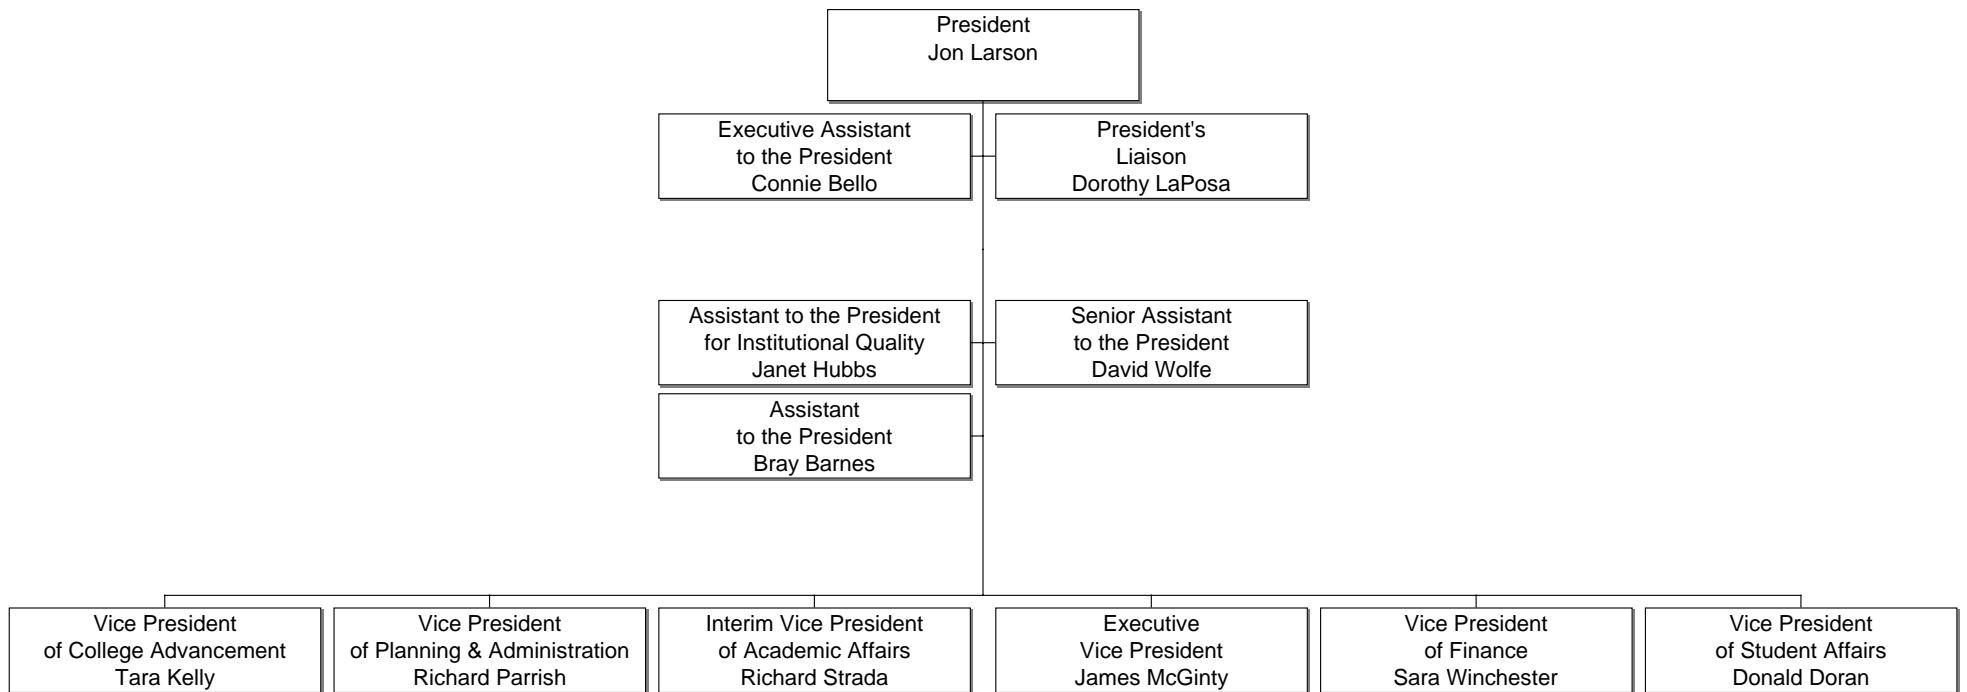 President
Jon Larson
Executive Assistant
to the President
Connie Bello
President's
Liaison
Dorothy LaPosa
Assistant to the President
for Institutional Quality
Janet Hubbs
Senior Assistant
to the President
David Wolfe
Assistant
to the President
Bray Barnes
Vice President
of College Advancement
Tara Kelly
Vice President
of Planning & Administration
Richard Parrish
Interim Vice President
of Academic Affairs
Richard Strada
Executive
Vice President
James McGinty
Vice President
of Finance
Sara Winchester
Vice President
of Student Affairs
Donald Doran